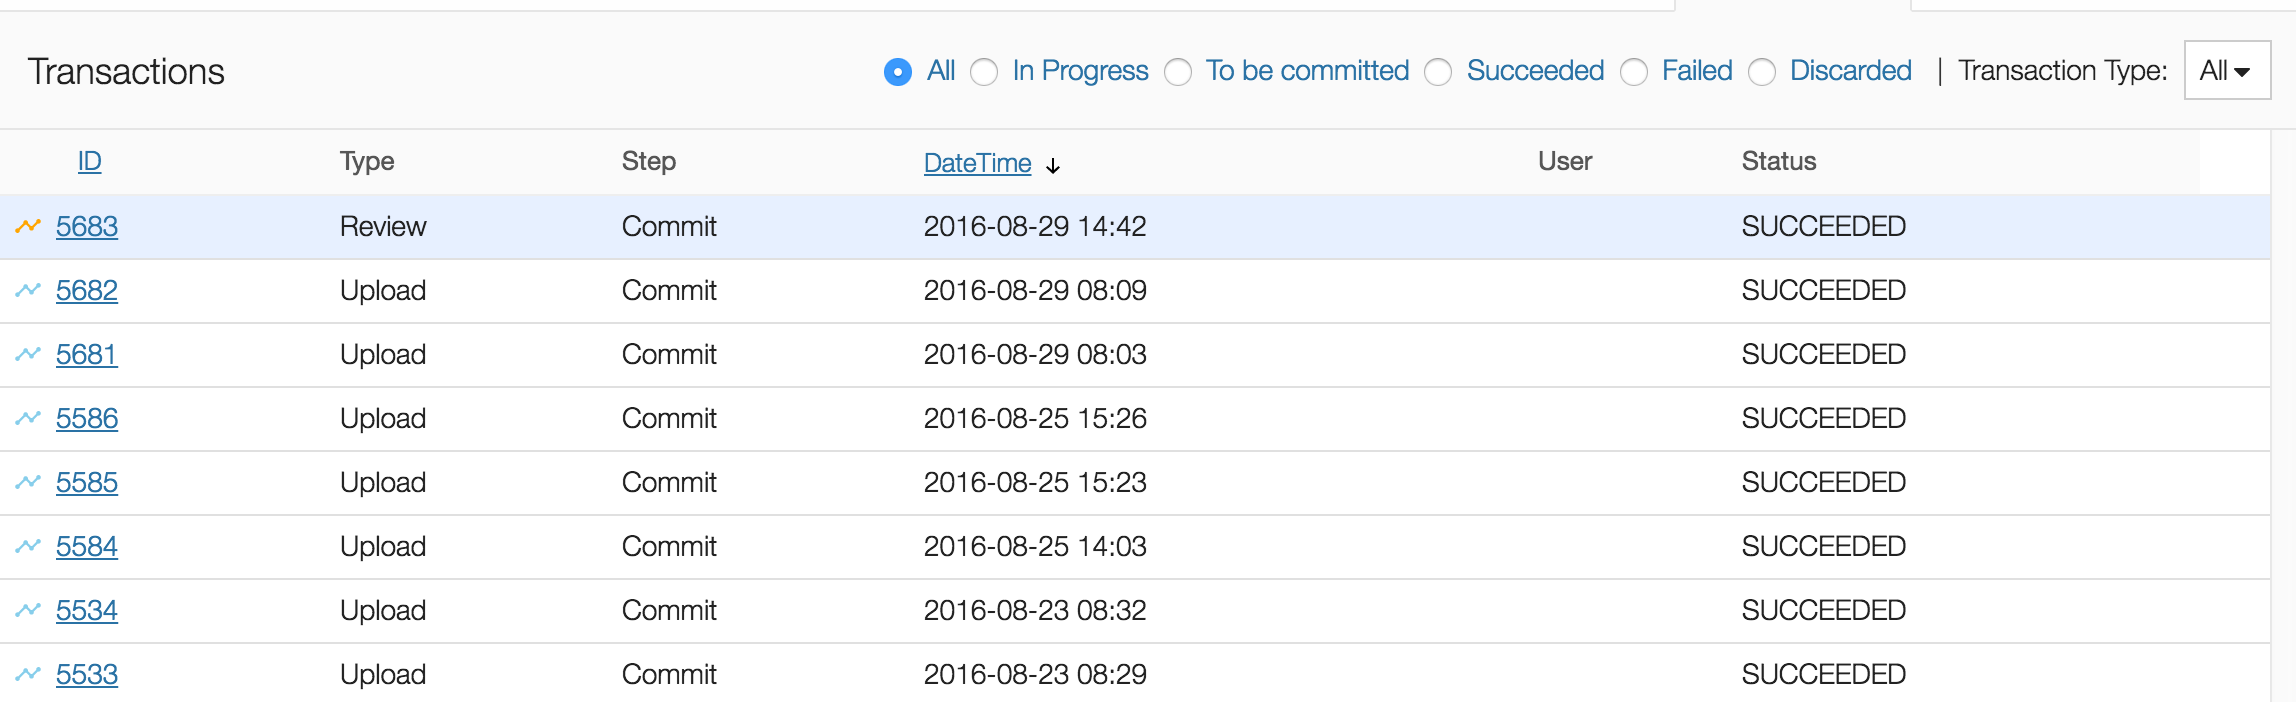 Transactions All In Progress To be committed Succeeded Failed Discarded | Transaction Type: All
ID Type Step DateTime ↓ User Status
5683 Review Commit 2016-08-29 14:42 SUCCEEDED
5682 Upload Commit 2016-08-29 08:09 SUCCEEDED
5681 Upload Commit 2016-08-29 08:03 SUCCEEDED
5586 Upload Commit 2016-08-25 15:26 SUCCEEDED
5585 Upload Commit 2016-08-25 15:23 SUCCEEDED
5584 Upload Commit 2016-08-25 14:03 SUCCEEDED
5534 Upload Commit 2016-08-23 08:32 SUCCEEDED
5533 Upload Commit 2016-08-23 08:29 SUCCEEDED